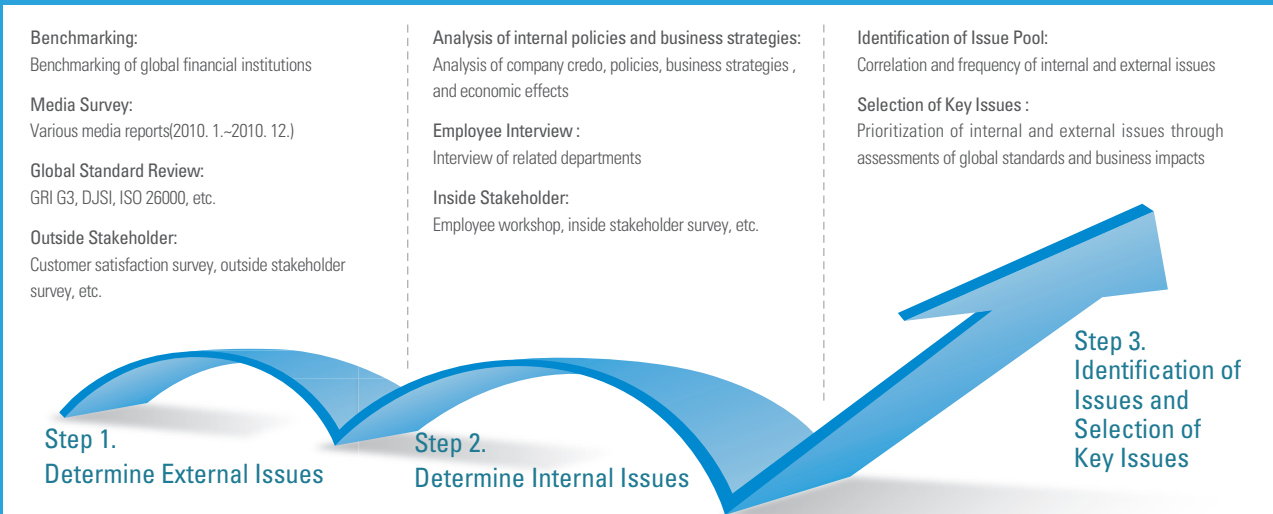 Benchmarking:
Benchmarking of global financial institutions
Media Survey:
Various media reports(2010. 1.~2010. 12.)
Global Standard Review:
GRI G3, DJSI, ISO 26000, etc.
Outside Stakeholder:
Customer satisfaction survey, outside stakeholder
survey, etc.
Step 1.
Determine External Issues
Analysis of internal policies and business strategies:
Analysis of company credo, policies, business strategies ,
and economic effects
Employee Interview :
Interview of related departments
Inside Stakeholder:
Employee workshop, inside stakeholder survey, etc.
Step 2.
Determine Internal Issues
Identification of Issue Pool:
Correlation and frequency of internal and external issues
Selection of Key Issues :
Prioritization of internal and external issues through
assessments of global standards and business impacts
Step 3.
Identification of
Issues and
Selection of
Key Issues